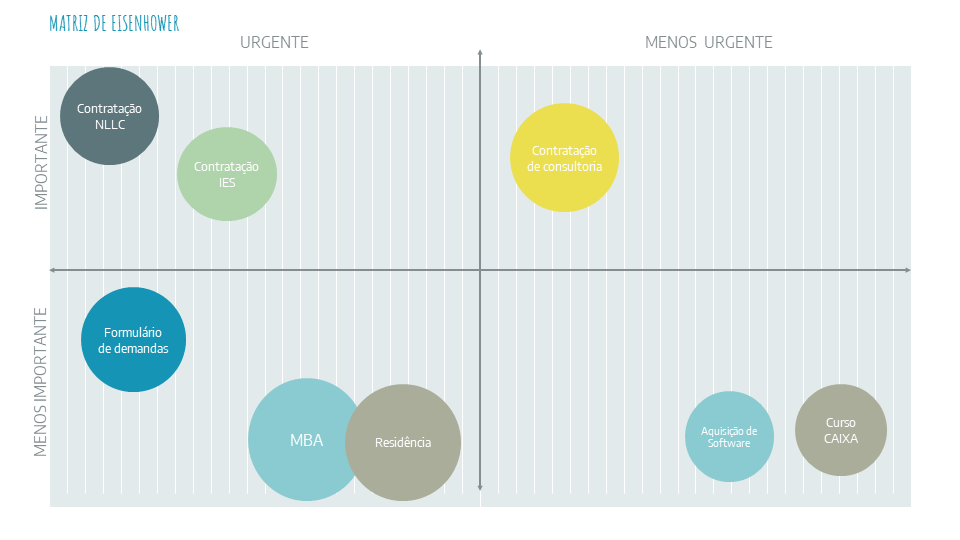 MATRIZ DE EISENHOWER
URGENTE
MENOS URGENTE
IMPORTANTE
Contratação
NLLC
Contratação
IES
Contratação
de consultoria
MENOS IMPORTANTE
Formulário
de demandas
MBA
Residência
Aquisição de
Software
Curso
CAIXA